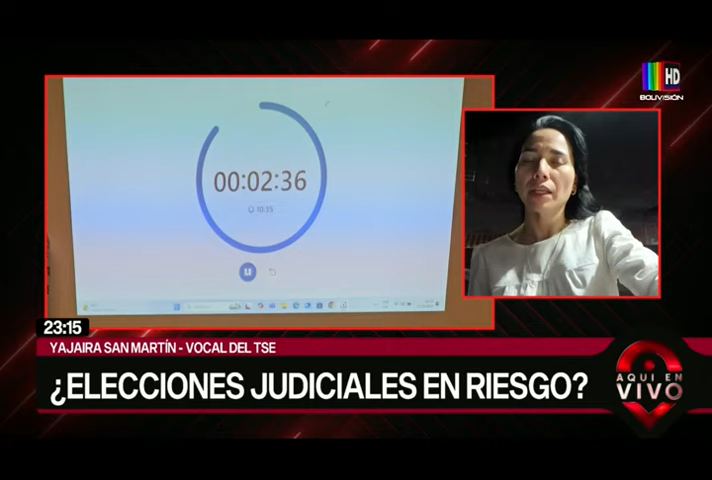 HD
BOLIVISIÓN
00:02:36
10:35
23:15
YAJAIRA SAN MARTÍN - VOCAL DEL TSE
¿ELECCIONES JUDICIALES EN RIESGO?
AQUI EN
VIVO